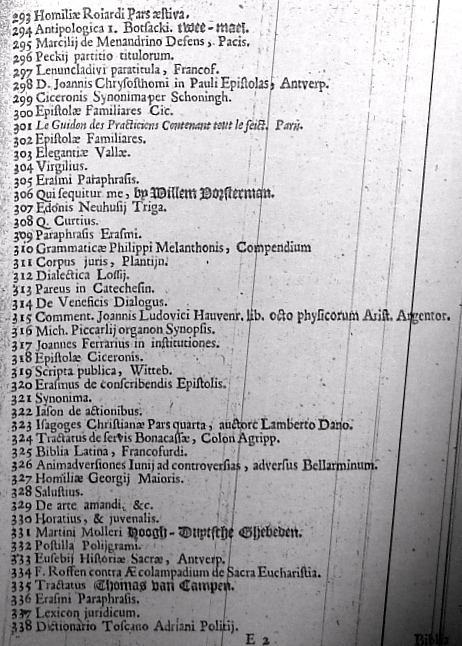 293 Homiliæ Roiardi Pars æstiva.
294 Antipologica 1. Botsacki. twee-mael.
295 Marcilij de Menandrino Defens, Pacis.
296 Peckij partitio titulorum.
297 Lenuncladivi paratitula, Francof.
298 D. Joannis Chrysosthomi in Pauli Epistolas, Antverp.
299 Ciceronis Synonima per Schoningh.
300 Epistolæ Familiares Cic.
301 Le Guidon des Practiciens Contenant tout le feict. Paris.
302 Epistolæ Familiares.
303 Elegantiæ Vallæ.
304 Virgilius.
305 Erasmi Paraphrasis.
306 Qui sequitur me, by Willem Vorsterman.
307 Edonis Neuhusij Triga.
308 Q. Curtius.
309 Paraphrasis Erasmi.
310 Grammaticæ Philippi Melanthonis, Compendium
311 Corpus juris, Plantijn.
312 Dialectica Lossij.
313 Pareus in Catechesin.
314 De Veneficis Dialogus.
315 Comment. Joannis Ludovici Hauvenr. lib. octo physicorum Arist. Argentor.
316 Mich. Piccarlij organon Synopsis.
317 Joannes Ferrarius in institutiones.
318 Epistolæ Ciceronis.
319 Scripta publica, Witteb.
320 Erasmus de conscribendis Epistolis.
321 Synonima.
322 Iason de actionibus.
323 Isagoges Christianæ Pars quarta, auctore Lamberto Dano.
324 Tractatus de servis Bonacassæ, Colon Agripp.
325 Biblia Latina, Francofurdi.
326 Animadversiones Iunij ad controversias, adversus Bellarminum.
327 Homiliæ Georgij Maioris.
328 Salustius.
329 De arte amandi, &c.
330 Horatius, & juvenalis.
331 Martini Molleri Hoogh-Duytsche Ghebeden.
332 Postilla Polijgrami.
333 Eusebij Historiæ Sacræ, Antverp.
334 F. Roffen contra Æcolampadium de Sacra Eucharistia.
335 Tractatus Thomas van Campen.
336 Erasmi Paraphrasis.
337 Lexicon juridicum.
338 Dictionario Toscano Adriani Politij.
E 2 Biblia